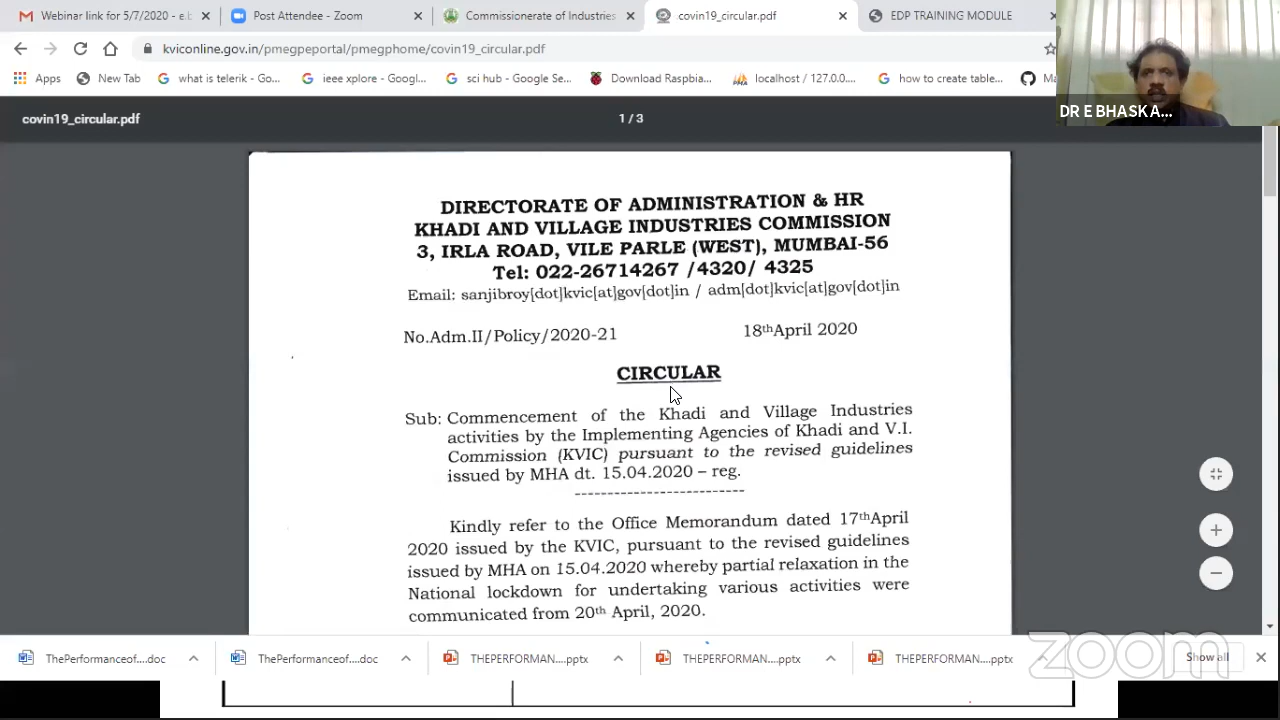 Webinar link for 5/7/2020 - e.b
Post Attendee - Zoom
Commissionerate of Industries
covin19_circular.pdf
EDP TRAINING MODULE
kviconline.gov.in/pmegpeportal/pmegphome/covin19_circular.pdf
Apps
New Tab
what is telerik - Go...
ieee xplore - Googl...
sci hub - Google Se...
Download Raspbia...
localhost / 127.0.0....
how to create table...
Ma
DR E BHASKA...
covin19_circular.pdf
1 / 3
DIRECTORATE OF ADMINISTRATION & HR
KHADI AND VILLAGE INDUSTRIES COMMISSION
3, IRLA ROAD, VILE PARLE (WEST), MUMBAI-56
Tel: 022-26714267 /4320/ 4325
Email: sanjibroy[dot]kvic[at]gov[dot]in / adm[dot]kvic[at]gov[dot]in
No.Adm.II/Policy/2020-21 18thApril 2020
CIRCULAR
Sub: Commencement of the Khadi and Village Industries
activities by the Implementing Agencies of Khadi and V.I.
Commission (KVIC) pursuant to the revised guidelines
issued by MHA dt. 15.04.2020 – reg.
--------------------------
Kindly refer to the Office Memorandum dated 17thApril
2020 issued by the KVIC, pursuant to the revised guidelines
issued by MHA on 15.04.2020 whereby partial relaxation in the
National lockdown for undertaking various activities were
communicated from 20th April, 2020.
ThePerformanceof....doc
ThePerformanceof....doc
THEPERFORMAN....pptx
THEPERFORMAN....pptx
THEPERFORMAN....pptx
Show all
zoom